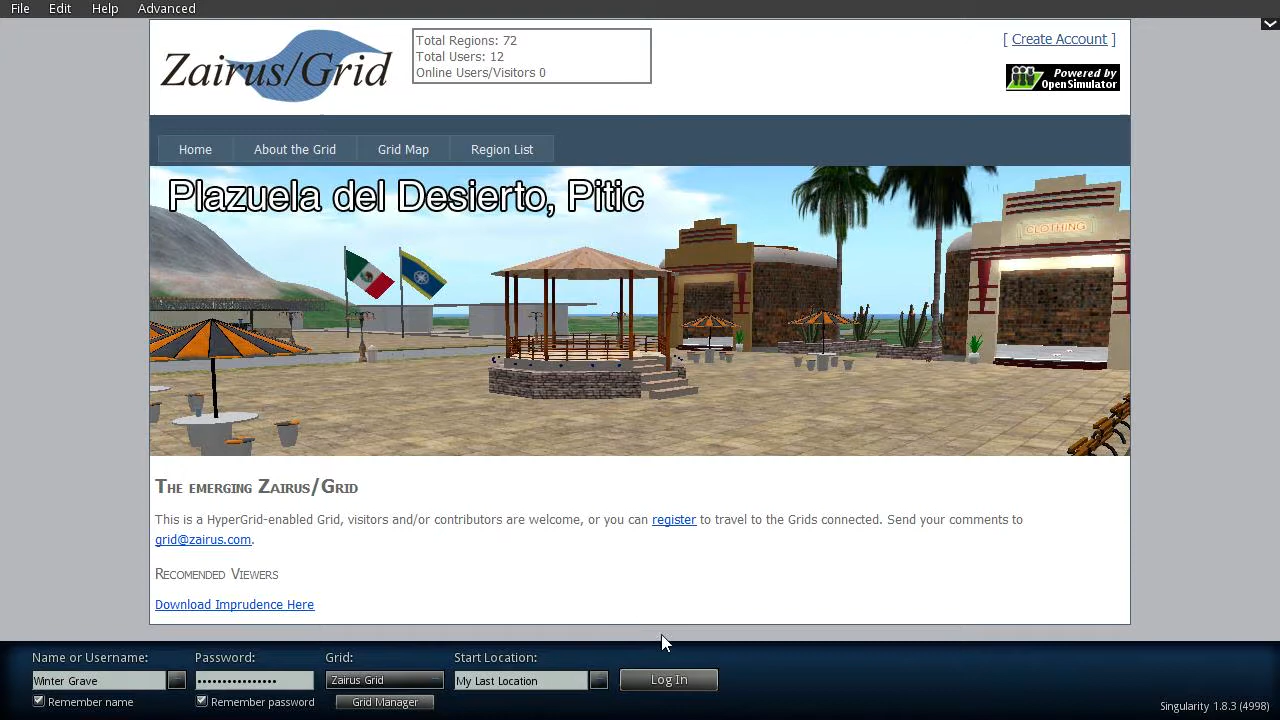 File Edit Help Advanced
Zairus/Grid
Total Regions: 72
Total Users: 12
Online Users/Visitors 0
[ Create Account ]
Powered by
OpenSimulator
Home About the Grid Grid Map Region List
Plazuela del Desierto, Pitic
CLOTHING
The emerging Zairus/Grid
This is a HyperGrid-enabled Grid, visitors and/or contributors are welcome, or you can register to travel to the Grids connected. Send your comments to
grid@zairus.com.
Recomended Viewers
Download Imprudence Here
Name or Username: Password: Grid: Start Location:
Winter Grave •••••••••••••••• Zairus Grid My Last Location Log In
Remember name Remember password Grid Manager
Singularity 1.8.3 (4998)